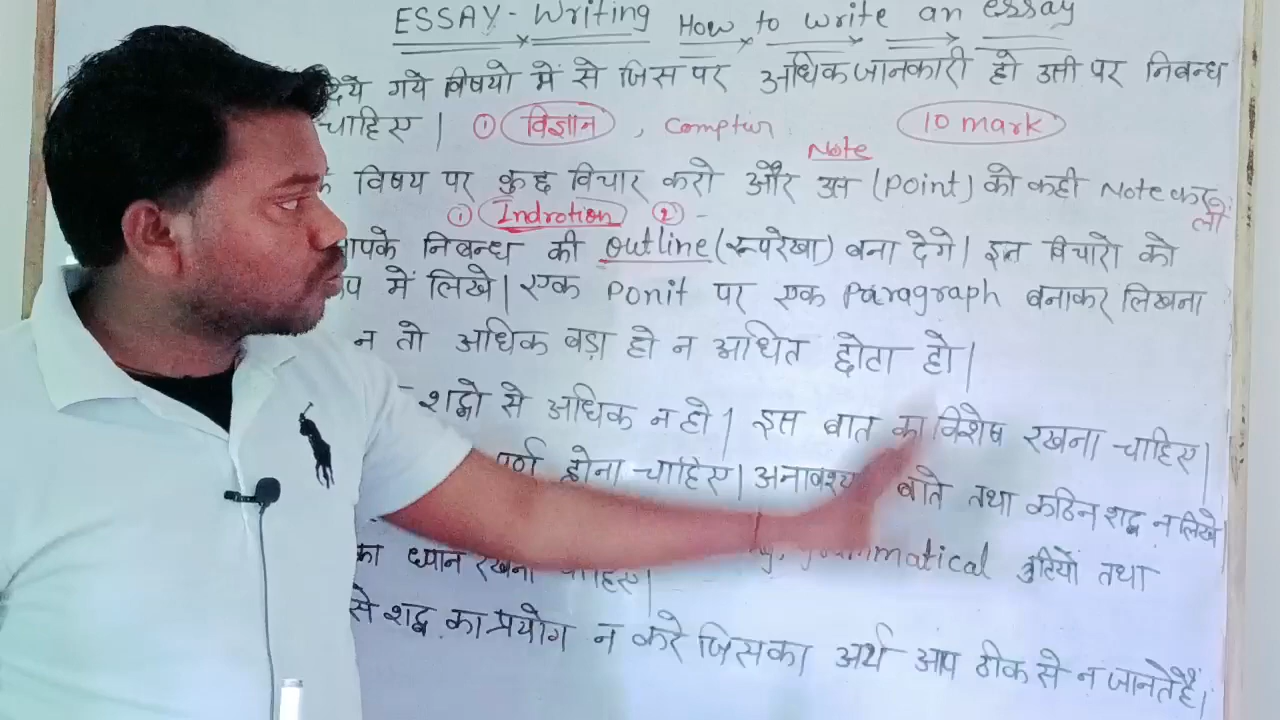 ESSAY - Writing How to write an essay
दिये गये विषयो में से जिस पर अधिक जानकारी हो उसी पर निबन्ध
चाहिए । ① विज्ञान , Comptur 10 mark
Note
विषय पर कुछ विचार करो और उस (Point) को कही Note कर लो
① Indrotion ② -
आपके निबन्ध की outline (रूपरेखा) बना देगे। इन विचारो को
में लिखे। एक Ponit पर एक Paragraph बनाकर लिखना
न तो अधिक बड़ा हो न अधित छोटा हो।
शब्दो से अधिक न हो। इस बात का विशेष रखना चाहिए।
पूर्ण होना चाहिए। बाते तथा कठिन शब्द न लिखे
का ध्यान रखना चाहिए। grammatical त्रुटियों तथा
से शब्द का प्रयोग न करे जिसका अर्थ आप ठीक से न जानते हैं।